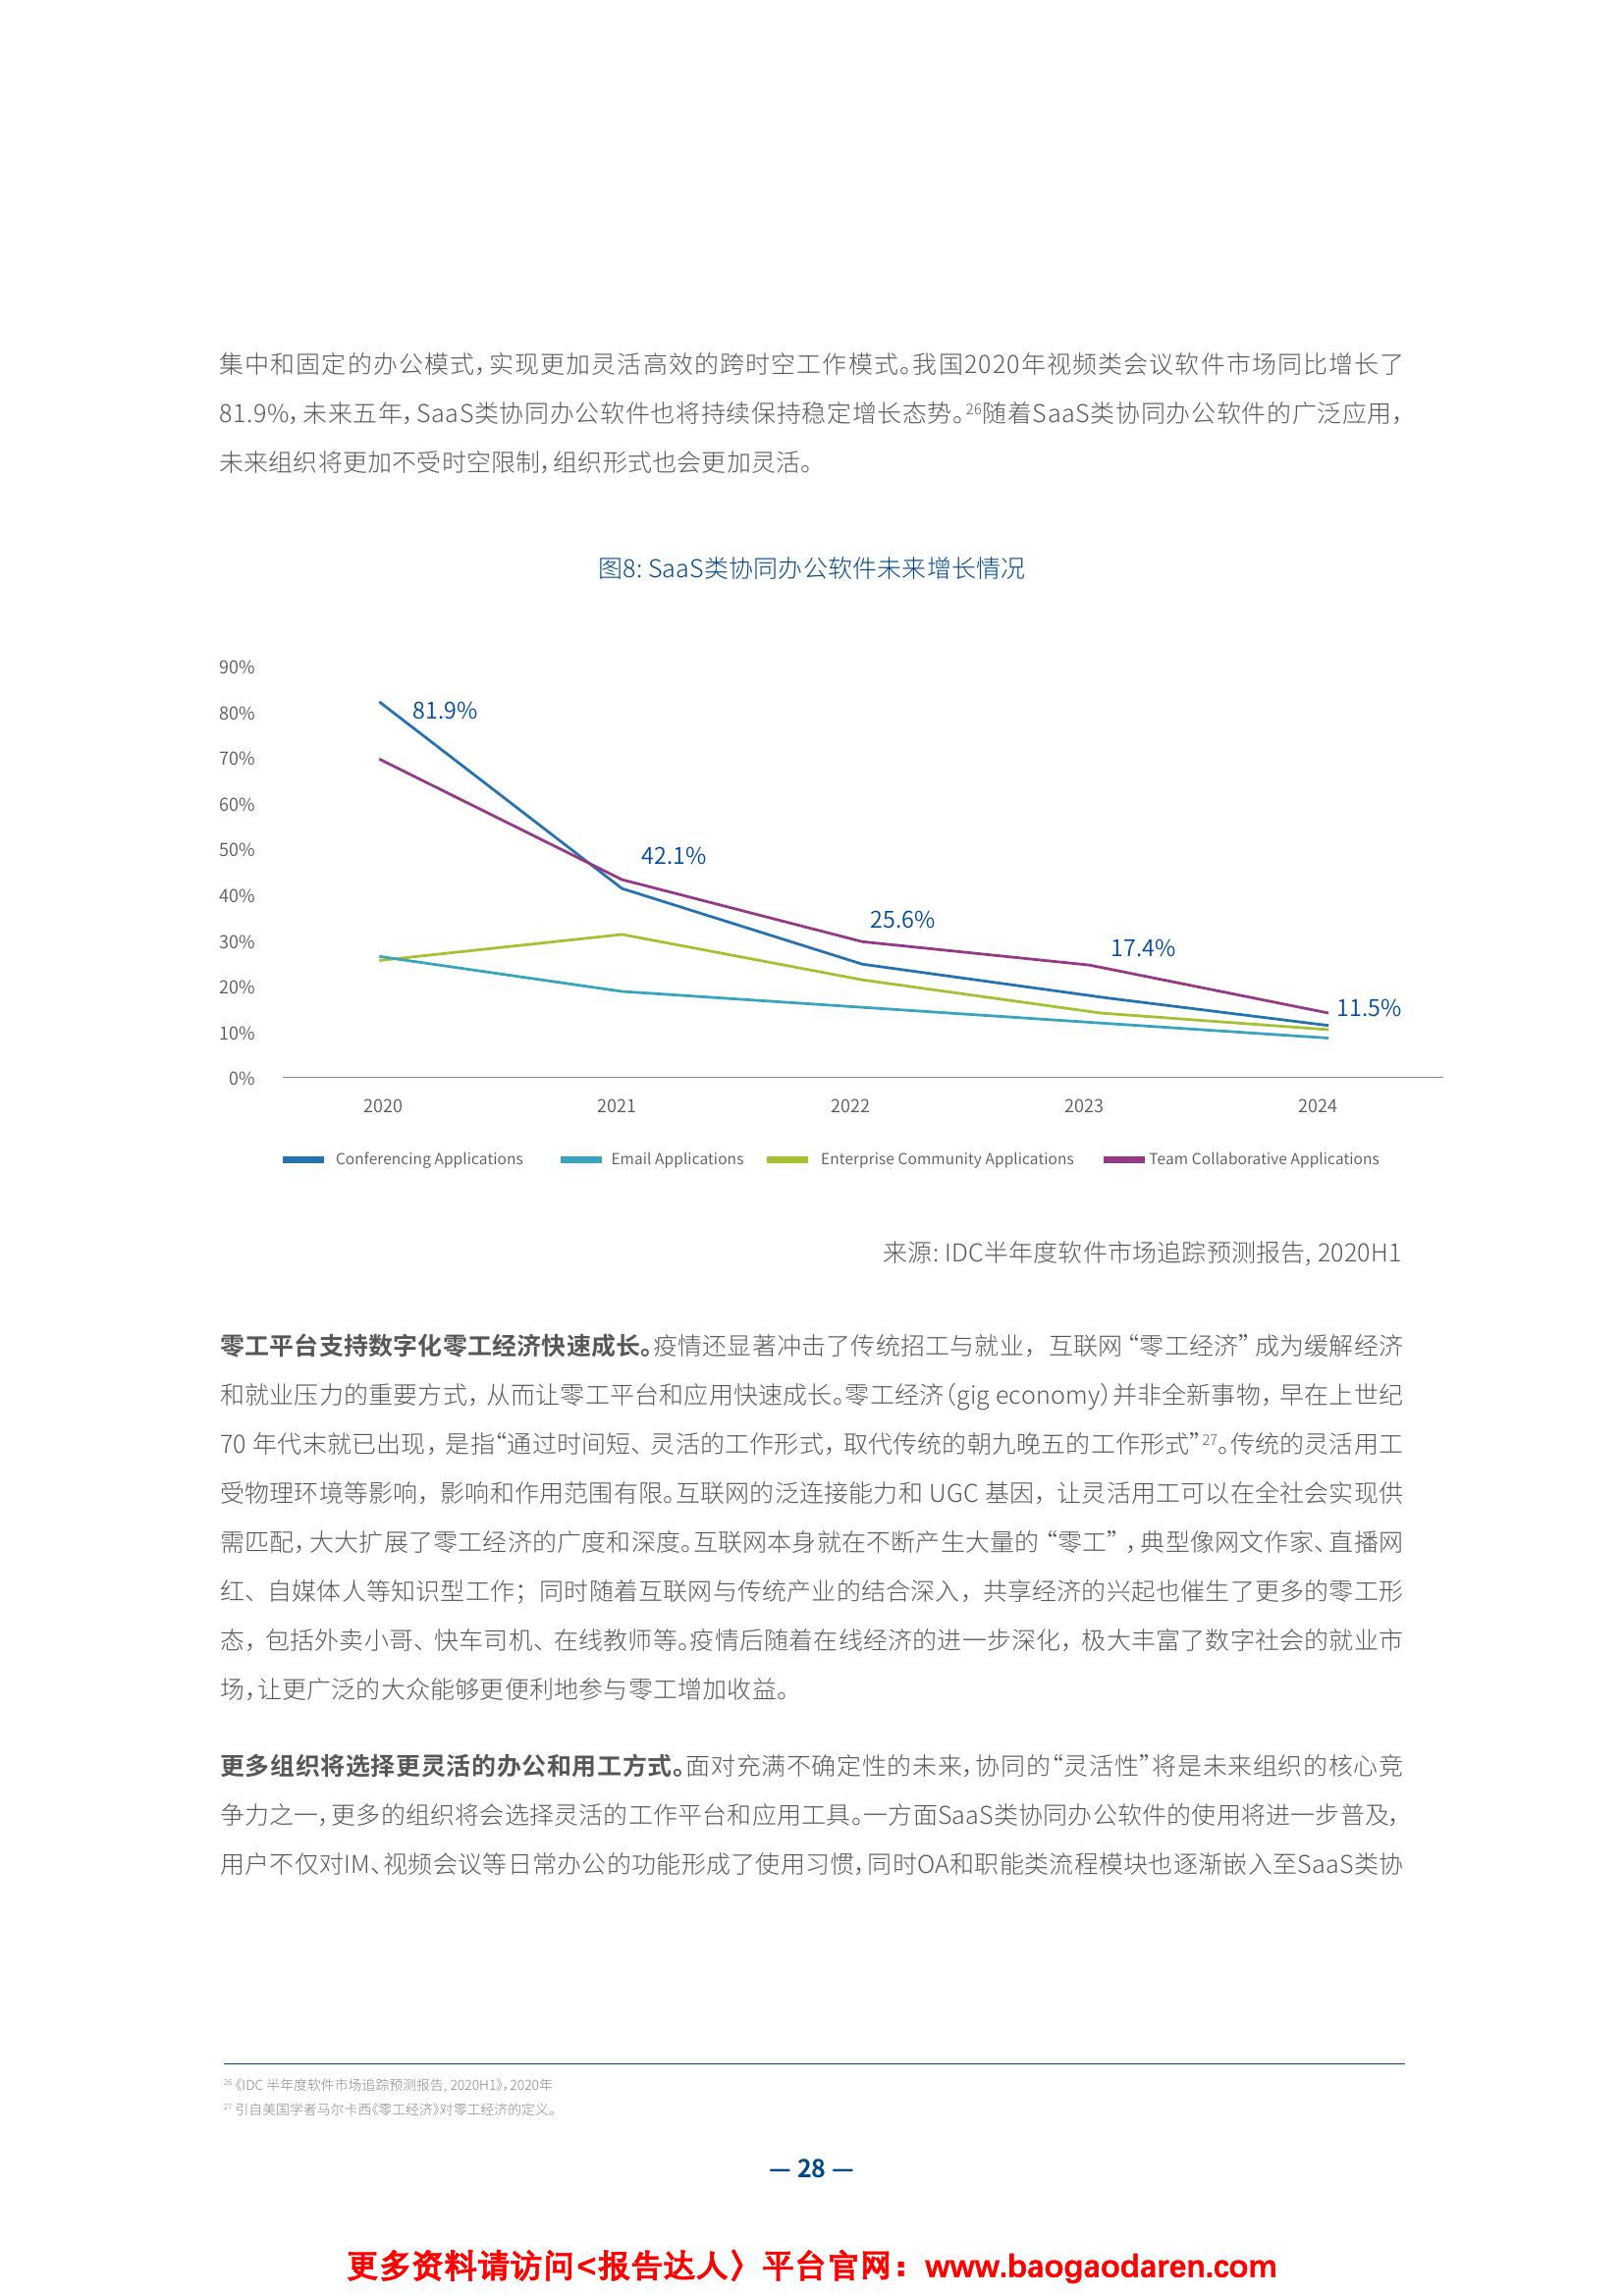 集中和固定的办公模式，实现更加灵活高效的跨时空工作模式。我国2020年视频类会议软件市场同比增长了
81.9%，未来五年，SaaS类协同办公软件也将持续保持稳定增长态势。26随着SaaS类协同办公软件的广泛应用，
未来组织将更加不受时空限制，组织形式也会更加灵活。
图8: SaaS类协同办公软件未来增长情况
90%
80%
70%
60%
50%
40%
30%
20%
10%
0%
81.9%
42.1%
25.6%
17.4%
11.5%
2020 2021 2022 2023 2024
Conferencing Applications Email Applications Enterprise Community Applications Team Collaborative Applications
来源: IDC半年度软件市场追踪预测报告, 2020H1
零工平台支持数字化零工经济快速成长。疫情还显著冲击了传统招工与就业，互联网“零工经济”成为缓解经济
和就业压力的重要方式，从而让零工平台和应用快速成长。零工经济（gig economy）并非全新事物，早在上世纪
70 年代末就已出现，是指“通过时间短、灵活的工作形式，取代传统的朝九晚五的工作形式”27。传统的灵活用工
受物理环境等影响，影响和作用范围有限。互联网的泛连接能力和 UGC 基因，让灵活用工可以在全社会实现供
需匹配，大大扩展了零工经济的广度和深度。互联网本身就在不断产生大量的“零工”，典型像网文作家、直播网
红、自媒体人等知识型工作；同时随着互联网与传统产业的结合深入，共享经济的兴起也催生了更多的零工形
态，包括外卖小哥、快车司机、在线教师等。疫情后随着在线经济的进一步深化，极大丰富了数字社会的就业市
场，让更广泛的大众能够更便利地参与零工增加收益。
更多组织将选择更灵活的办公和用工方式。面对充满不确定性的未来，协同的“灵活性”将是未来组织的核心竞
争力之一，更多的组织将会选择灵活的工作平台和应用工具。一方面SaaS类协同办公软件的使用将进一步普及，
用户不仅对IM、视频会议等日常办公的功能形成了使用习惯，同时OA和职能类流程模块也逐渐嵌入至SaaS类协
26《IDC 半年度软件市场追踪预测报告, 2020H1》，2020年
27 引自美国学者马尔卡西《零工经济》对零工经济的定义。
— 28 —
更多资料请访问<报告达人〉平台官网：www.baogaodaren.com